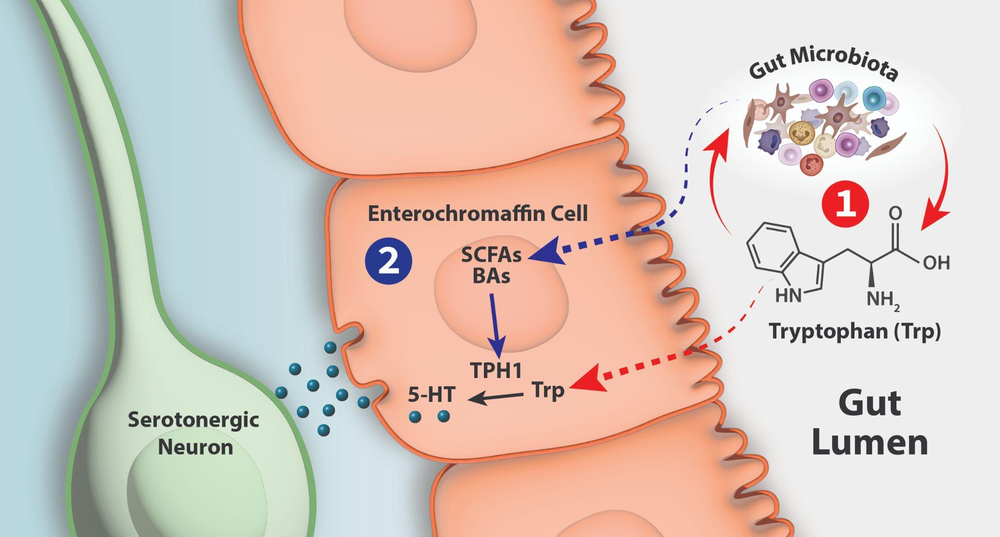 Gut Microbiota
1
O
OH
HN
NH2
Tryptophan (Trp)
Gut
Lumen
Enterochromaffin Cell
2
SCFAs
BAs
TPH1
Trp
5-HT
Serotonergic
Neuron